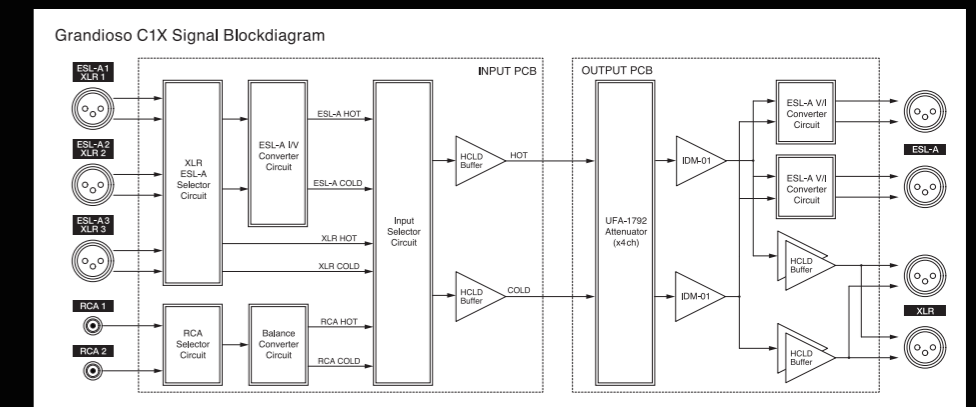 Grandioso C1X Signal Blockdiagram
INPUT PCB
OUTPUT PCB
ESL-A1
XLR 1
ESL-A2
XLR 2
ESL-A3
XLR 3
RCA 1
RCA 2
XLR
ESL-A
Selector
Circuit
RCA
Selector
Circuit
ESL-A I/V
Converter
Circuit
Balance
Converter
Circuit
ESL-A HOT
ESL-A COLD
XLR HOT
XLR COLD
RCA HOT
RCA COLD
Input
Selector
Circuit
HCLD
Buffer
HOT
HCLD
Buffer
COLD
UFA-1792
Attenuator
(x4ch)
IDM-01
IDM-01
ESL-A V/I
Converter
Circuit
ESL-A V/I
Converter
Circuit
HCLD
Buffer
HCLD
Buffer
ESL-A
XLR